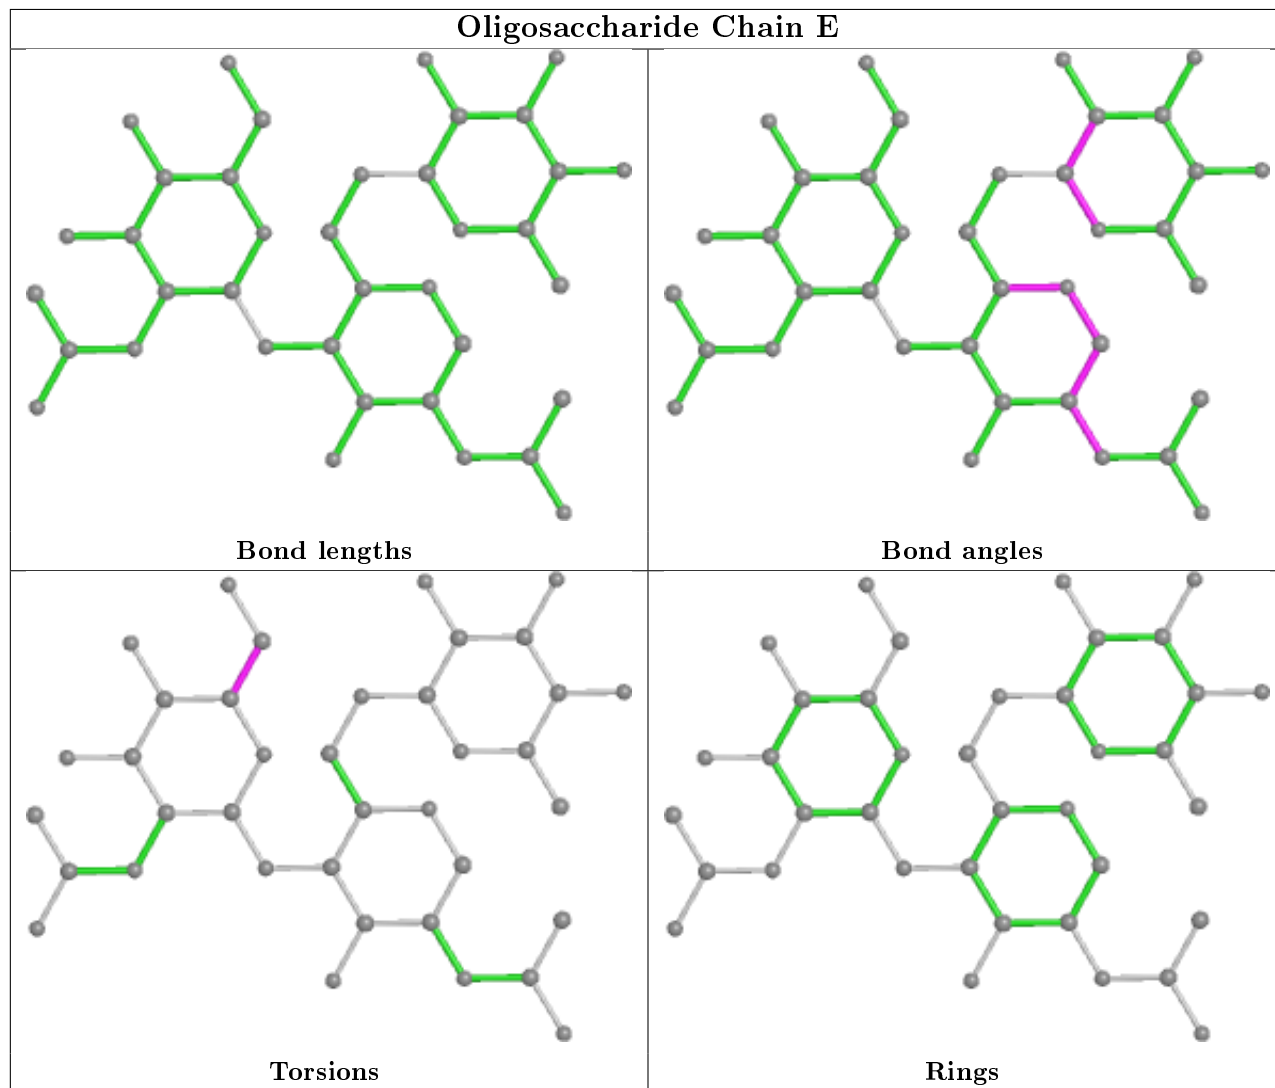 Oligosaccharide Chain E
Bond lengths
Bond angles
Torsions
Rings